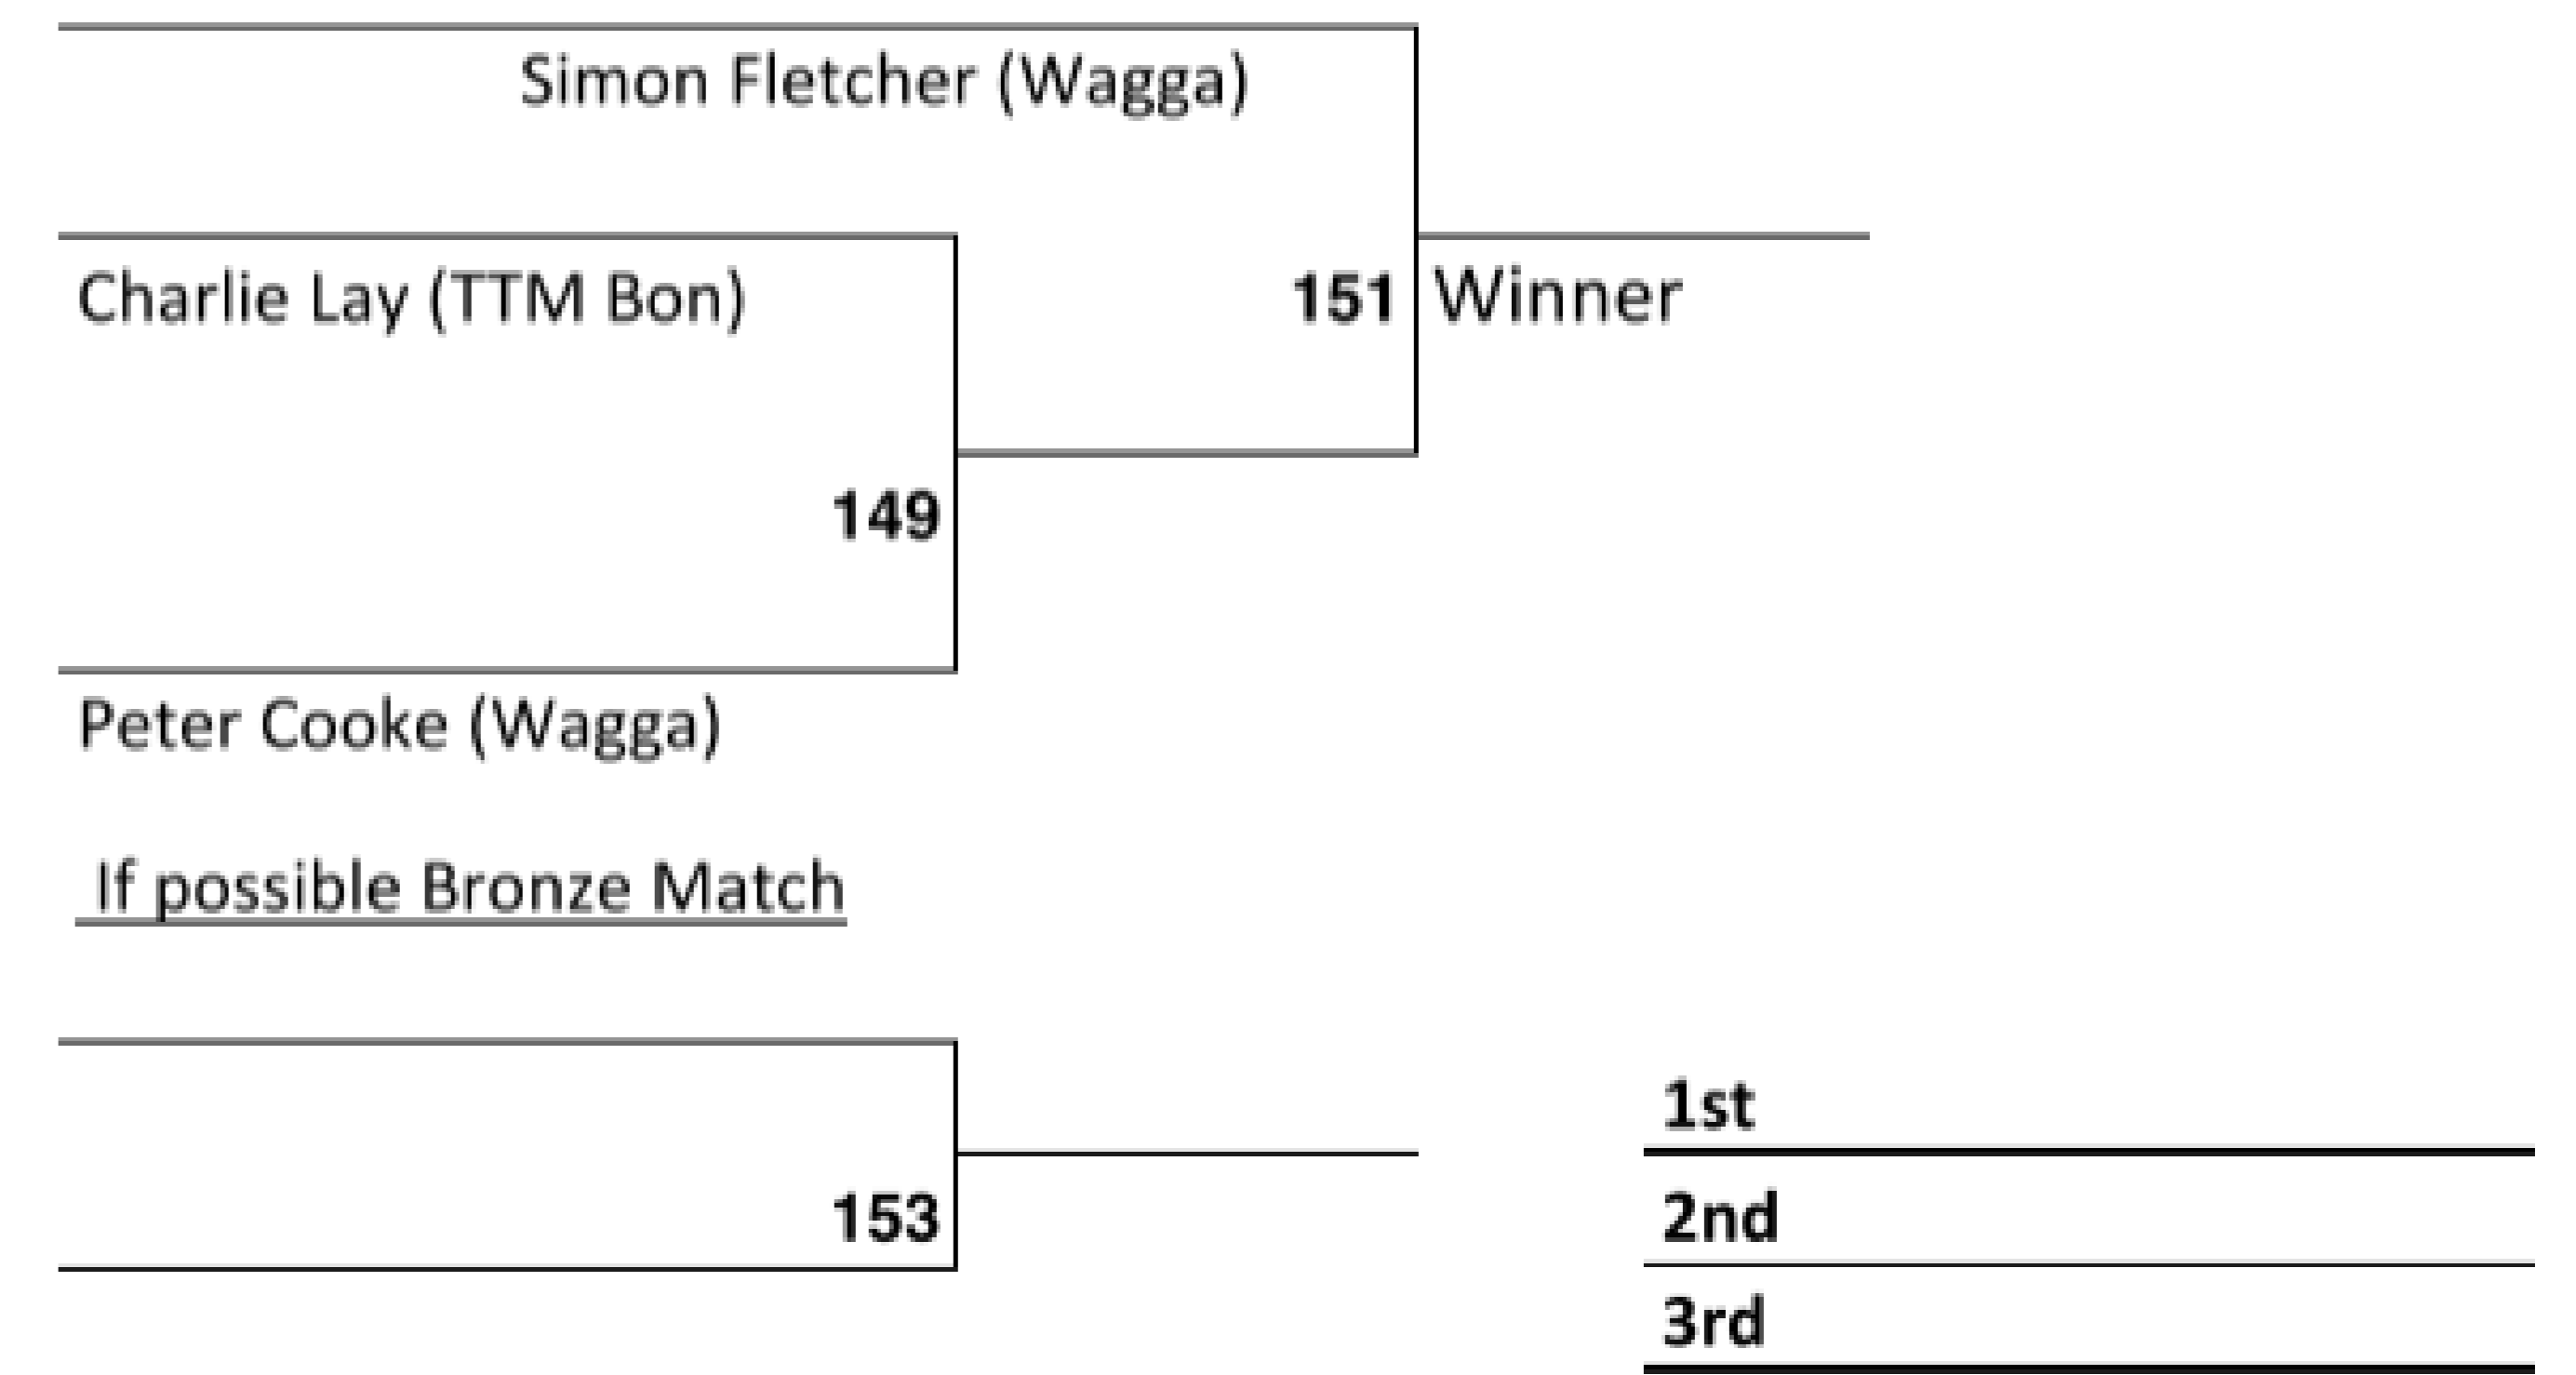 Simon Fletcher (Wagga)
Charlie Lay (TTM Bon)
151 Winner
149
Peter Cooke (Wagga)
If possible Bronze Match
1st
153
2nd
3rd